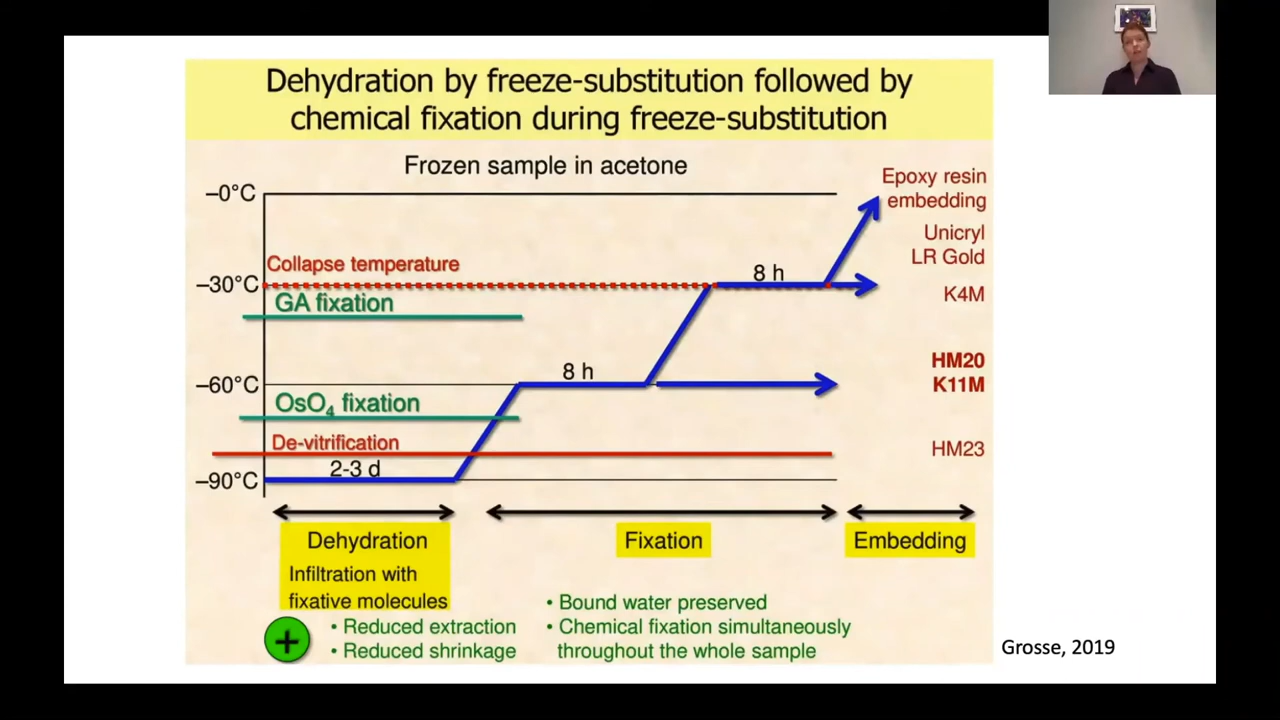 Dehydration by freeze-substitution followed by
chemical fixation during freeze-substitution
Frozen sample in acetone
Epoxy resin
embedding
–0°C
Unicryl
LR Gold
Collapse temperature
8 h
–30°C
K4M
GA fixation
HM20
8 h
–60°C
K11M
OsO₄ fixation
De-vitrification
HM23
2-3 d
–90°C
Dehydration
Fixation
Embedding
Infiltration with
fixative molecules
+
• Reduced extraction
• Reduced shrinkage
• Bound water preserved
• Chemical fixation simultaneously
throughout the whole sample
Grosse, 2019